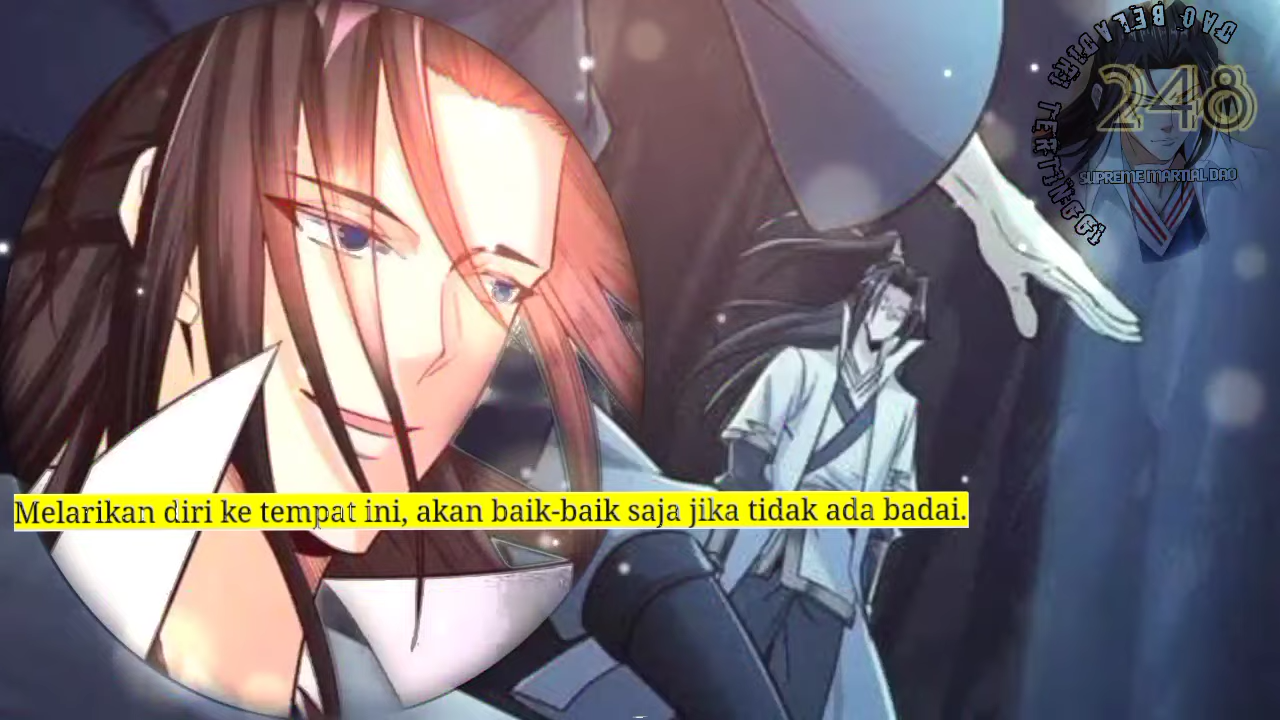 DAO BELADIRI TERTINGGI
248
SUPREME MARTIAL DAO
Melarikan diri ke tempat ini, akan baik-baik saja jika tidak ada badai.